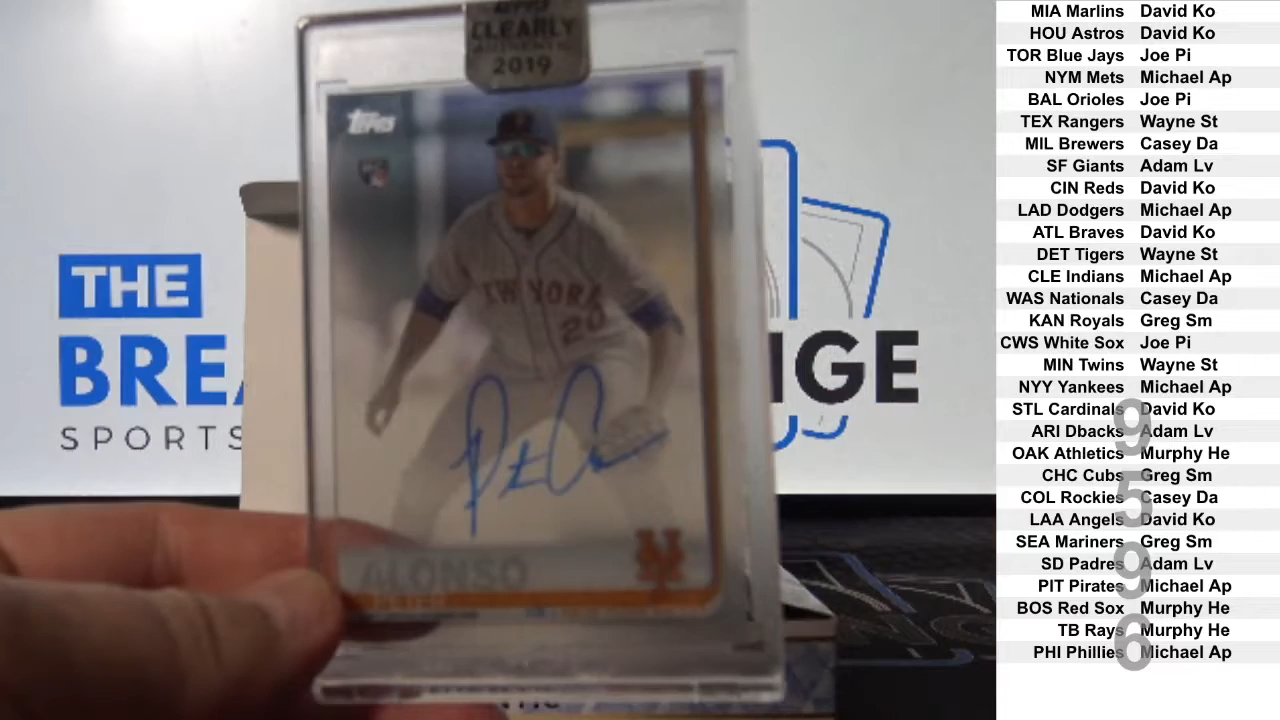 CLEARLY
AUTHENTIC
2019
Topps
RC
NEW YORK
20
ALONSO
THE
BREA
NGE
SPORTS
MIA Marlins David Ko
HOU Astros David Ko
TOR Blue Jays Joe Pi
NYM Mets Michael Ap
BAL Orioles Joe Pi
TEX Rangers Wayne St
MIL Brewers Casey Da
SF Giants Adam Lv
CIN Reds David Ko
LAD Dodgers Michael Ap
ATL Braves David Ko
DET Tigers Wayne St
CLE Indians Michael Ap
WAS Nationals Casey Da
KAN Royals Greg Sm
CWS White Sox Joe Pi
MIN Twins Wayne St
NYY Yankees Michael Ap
STL Cardinals David Ko
ARI Dbacks Adam Lv
OAK Athletics Murphy He
CHC Cubs Greg Sm
COL Rockies Casey Da
LAA Angels David Ko
SEA Mariners Greg Sm
SD Padres Adam Lv
PIT Pirates Michael Ap
BOS Red Sox Murphy He
TB Rays Murphy He
PHI Phillies Michael Ap
9
5
9
6